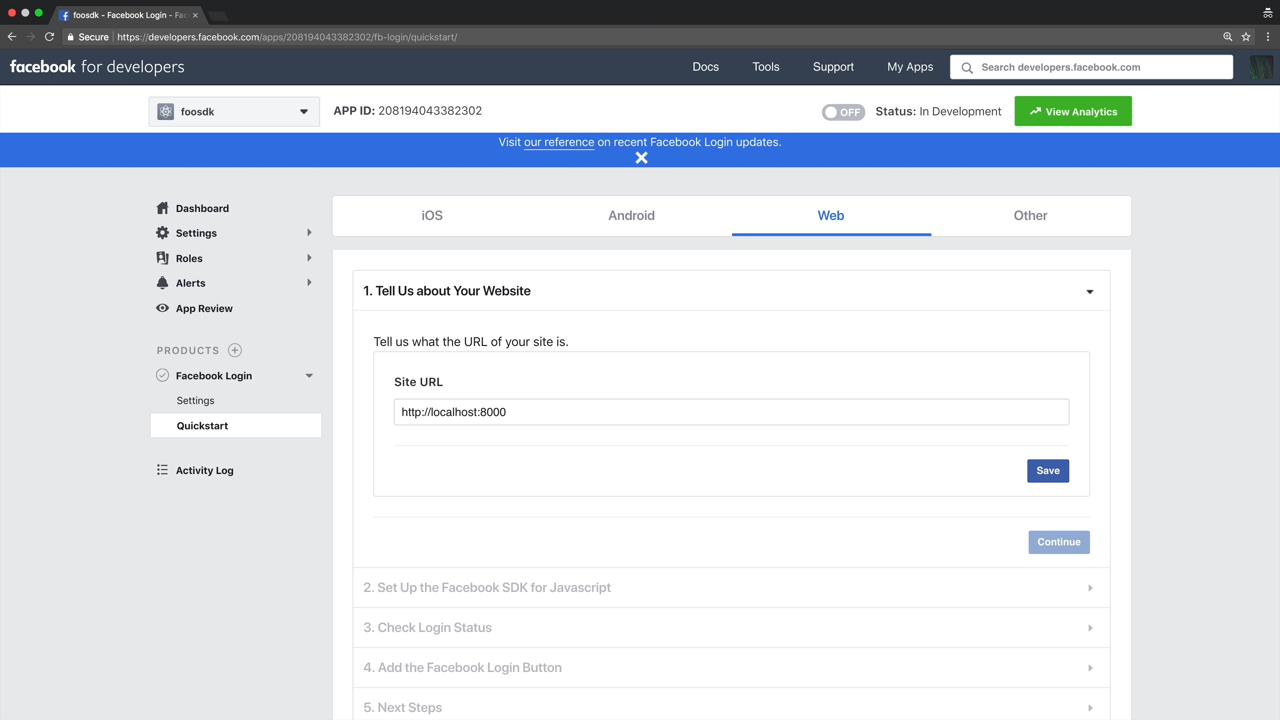 foosdk - Facebook Login - Fac
Secure https://developers.facebook.com/apps/208194043382302/fb-login/quickstart/
facebook for developers Docs Tools Support My Apps Search developers.facebook.com
foosdk APP ID: 208194043382302 OFF Status: In Development View Analytics
Visit our reference on recent Facebook Login updates.
Dashboard
Settings
Roles
Alerts
App Review
PRODUCTS
Facebook Login
Settings
Quickstart
Activity Log
iOS Android Web Other
1. Tell Us about Your Website
Tell us what the URL of your site is.
Site URL
http://localhost:8000
Save
Continue
2. Set Up the Facebook SDK for Javascript
3. Check Login Status
4. Add the Facebook Login Button
5. Next Steps